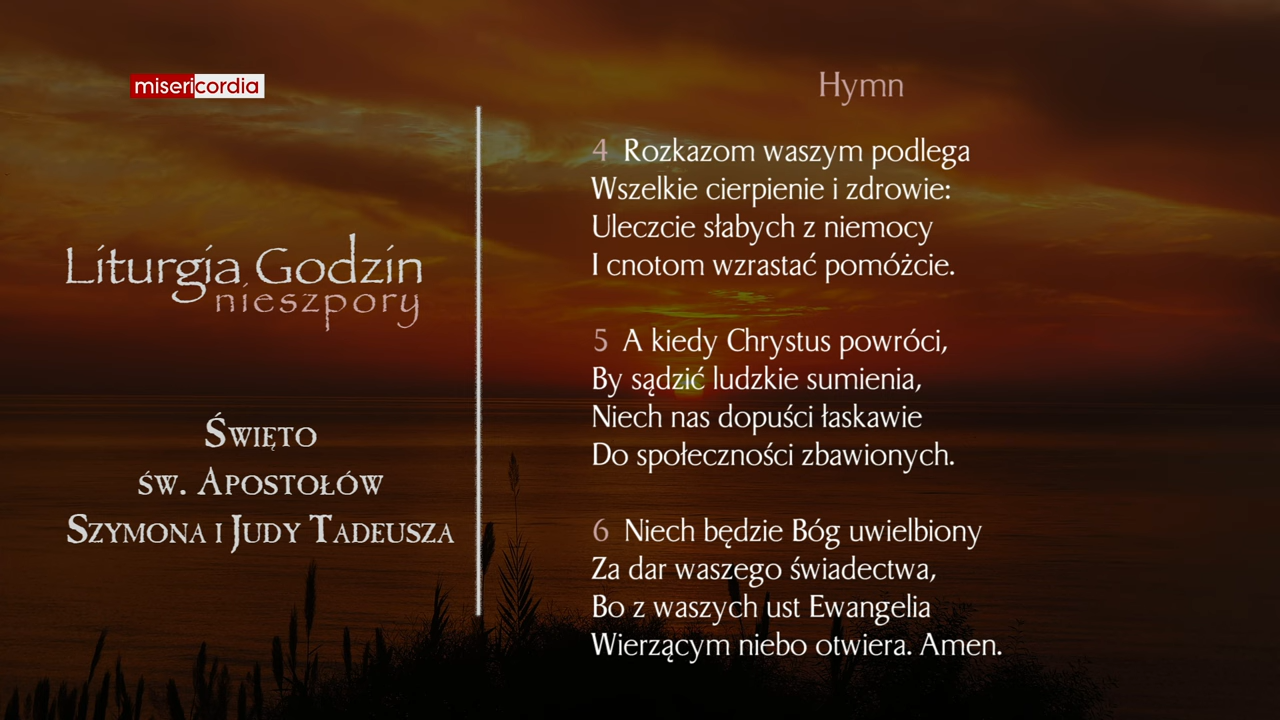 misericordia
Liturgia Godzin
nieszpory
Święto
św. Apostołów
Szymona i Judy Tadeusza
Hymn
4 Rozkazom waszym podlega
Wszelkie cierpienie i zdrowie:
Uleczcie słabych z niemocy
I cnotom wzrastać pomóżcie.
5 A kiedy Chrystus powróci,
By sądzić ludzkie sumienia,
Niech nas dopuści łaskawie
Do społeczności zbawionych.
6 Niech będzie Bóg uwielbiony
Za dar waszego świadectwa,
Bo z waszych ust Ewangelia
Wierzącym niebo otwiera. Amen.